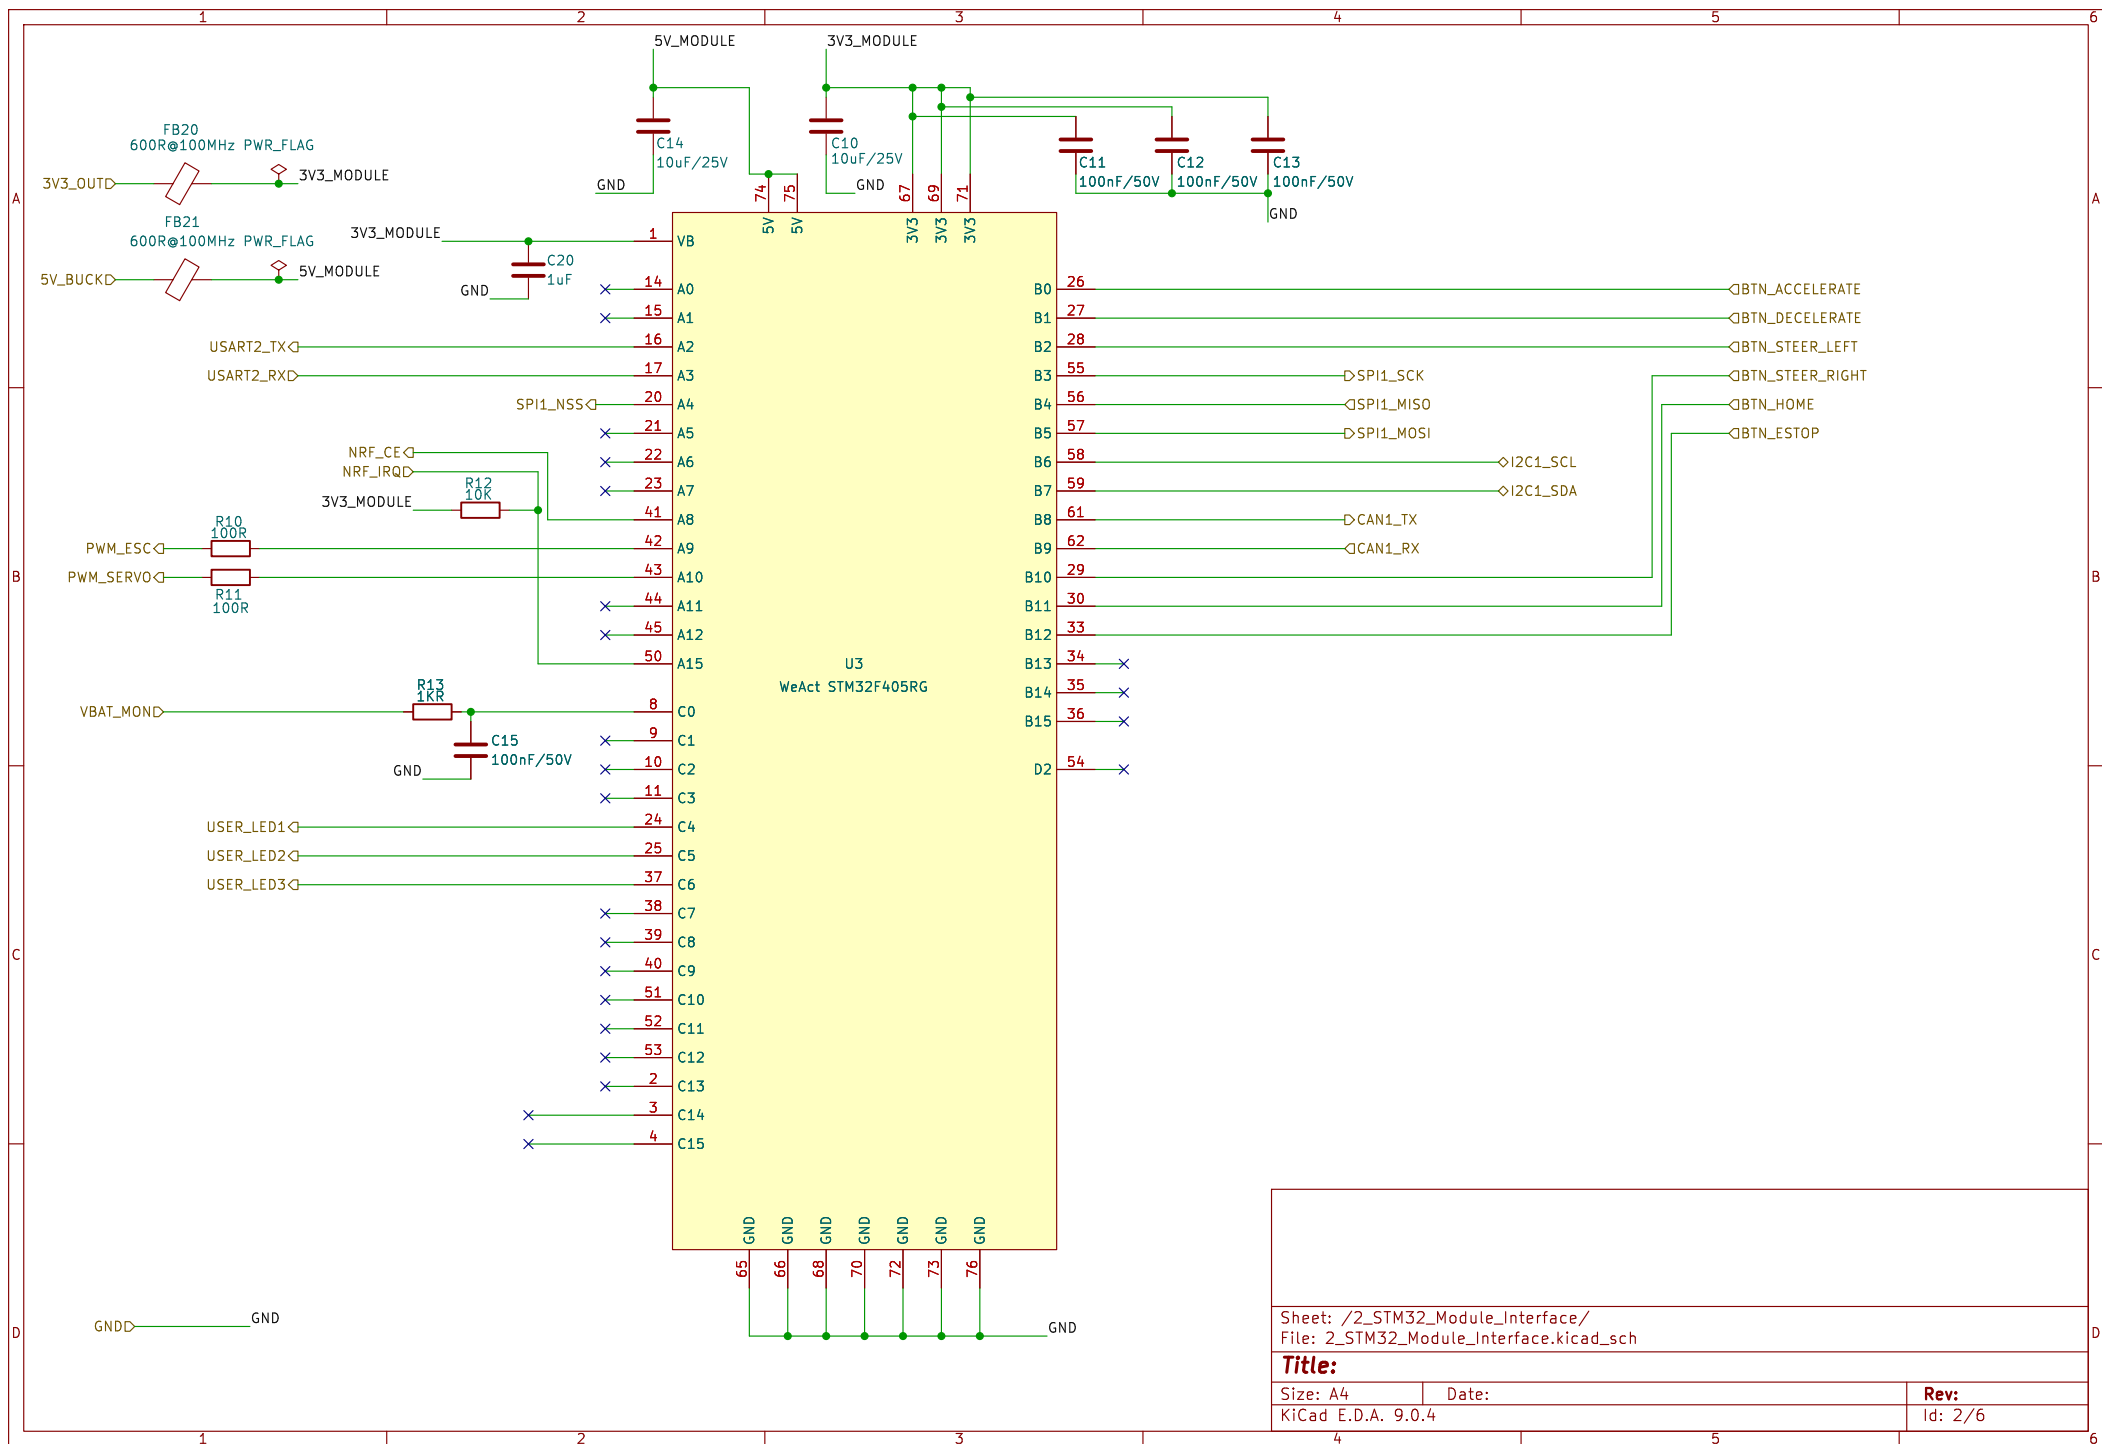 1 2 3 4 5 6
5V_MODULE
3V3_MODULE
C14
10uF/25V
GND
C10
10uF/25V
GND
C11
100nF/50V
C12
100nF/50V
C13
100nF/50V
GND
FB20
600R@100MHz PWR_FLAG
3V3_OUT
3V3_MODULE
FB21
600R@100MHz PWR_FLAG
5V_BUCK
5V_MODULE
A
A
74 75 67 69 71
5V 5V 3V3 3V3 3V3
3V3_MODULE
1 VB
C20
1uF
GND
14 A0
15 A1
USART2_TX 16 A2
USART2_RX 17 A3
SPI1_NSS 20 A4
21 A5
NRF_CE
22 A6
NRF_IRQ
23 A7
R12
10K
3V3_MODULE
41 A8
R10
100R
PWM_ESC 42 A9
PWM_SERVO 43 A10
R11
100R
44 A11
45 A12
50 A15
B
B
U3
WeAct STM32F405RG
R13
1KR
VBAT_MON 8 C0
C15
100nF/50V
GND
9 C1
10 C2
11 C3
USER_LED1 24 C4
USER_LED2 25 C5
USER_LED3 37 C6
38 C7
39 C8
40 C9
51 C10
52 C11
53 C12
2 C13
3 C14
4 C15
C
C
B0 26 BTN_ACCELERATE
B1 27 BTN_DECELERATE
B2 28 BTN_STEER_LEFT
B3 55 SPI1_SCK BTN_STEER_RIGHT
B4 56 SPI1_MISO BTN_HOME
B5 57 SPI1_MOSI BTN_ESTOP
B6 58 I2C1_SCL
B7 59 I2C1_SDA
B8 61 CAN1_TX
B9 62 CAN1_RX
B10 29
B11 30
B12 33
B13 34
B14 35
B15 36
D2 54
GND GND GND GND GND GND GND
65 66 68 70 72 73 76
GND
GND GND
D
D
Sheet: /2_STM32_Module_Interface/
File: 2_STM32_Module_Interface.kicad_sch
Title:
Size: A4 Date: Rev:
KiCad E.D.A. 9.0.4 Id: 2/6
1 2 3 4 5 6